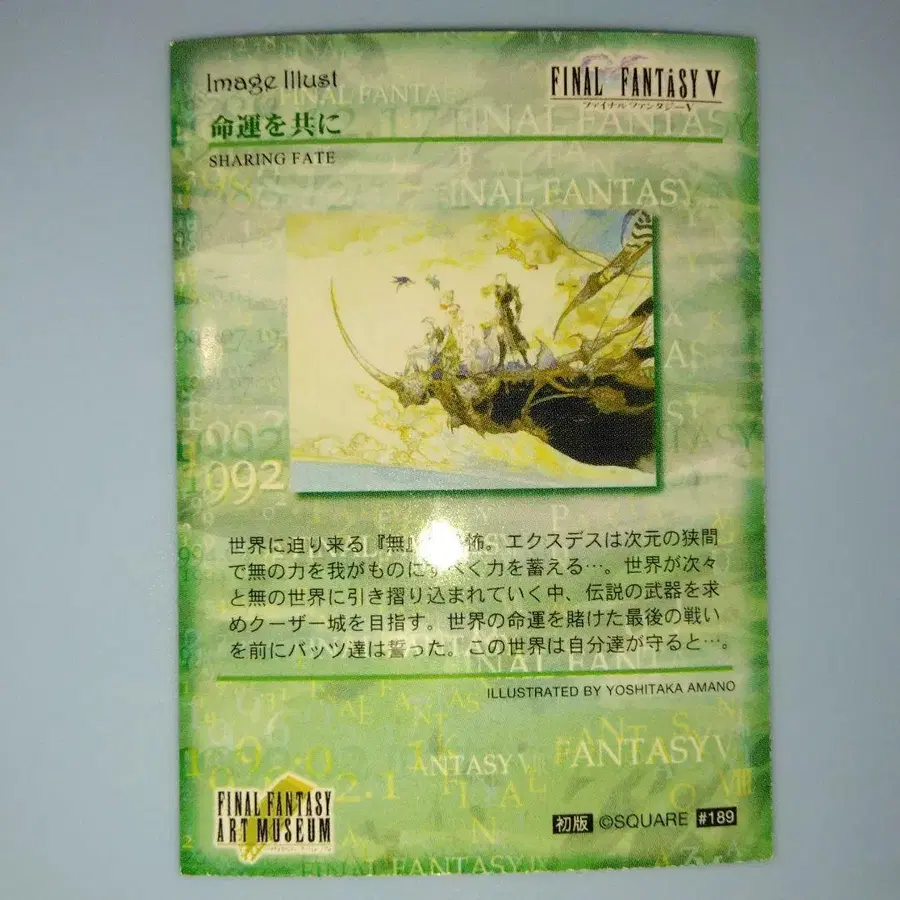 Image Illust
FINAL FANTASY V
ファイナルファンタジーV
命運を共に
SHARING FATE
FINAL FANTASY
1992
世界に迫り来る『無』 怖。エクスデスは次元の狭間
で無の力を我がものにすべく力を蓄える…。世界が次々
と無の世界に引き摺り込まれていく中、伝説の武器を求
めクーザー城を目指す。世界の命運を賭けた最後の戦い
を前にバッツ達は誓った。この世界は自分達が守ると…。
ILLUSTRATED BY YOSHITAKA AMANO
FINAL FANTASY
ART MUSEUM
初版 ©SQUARE #189